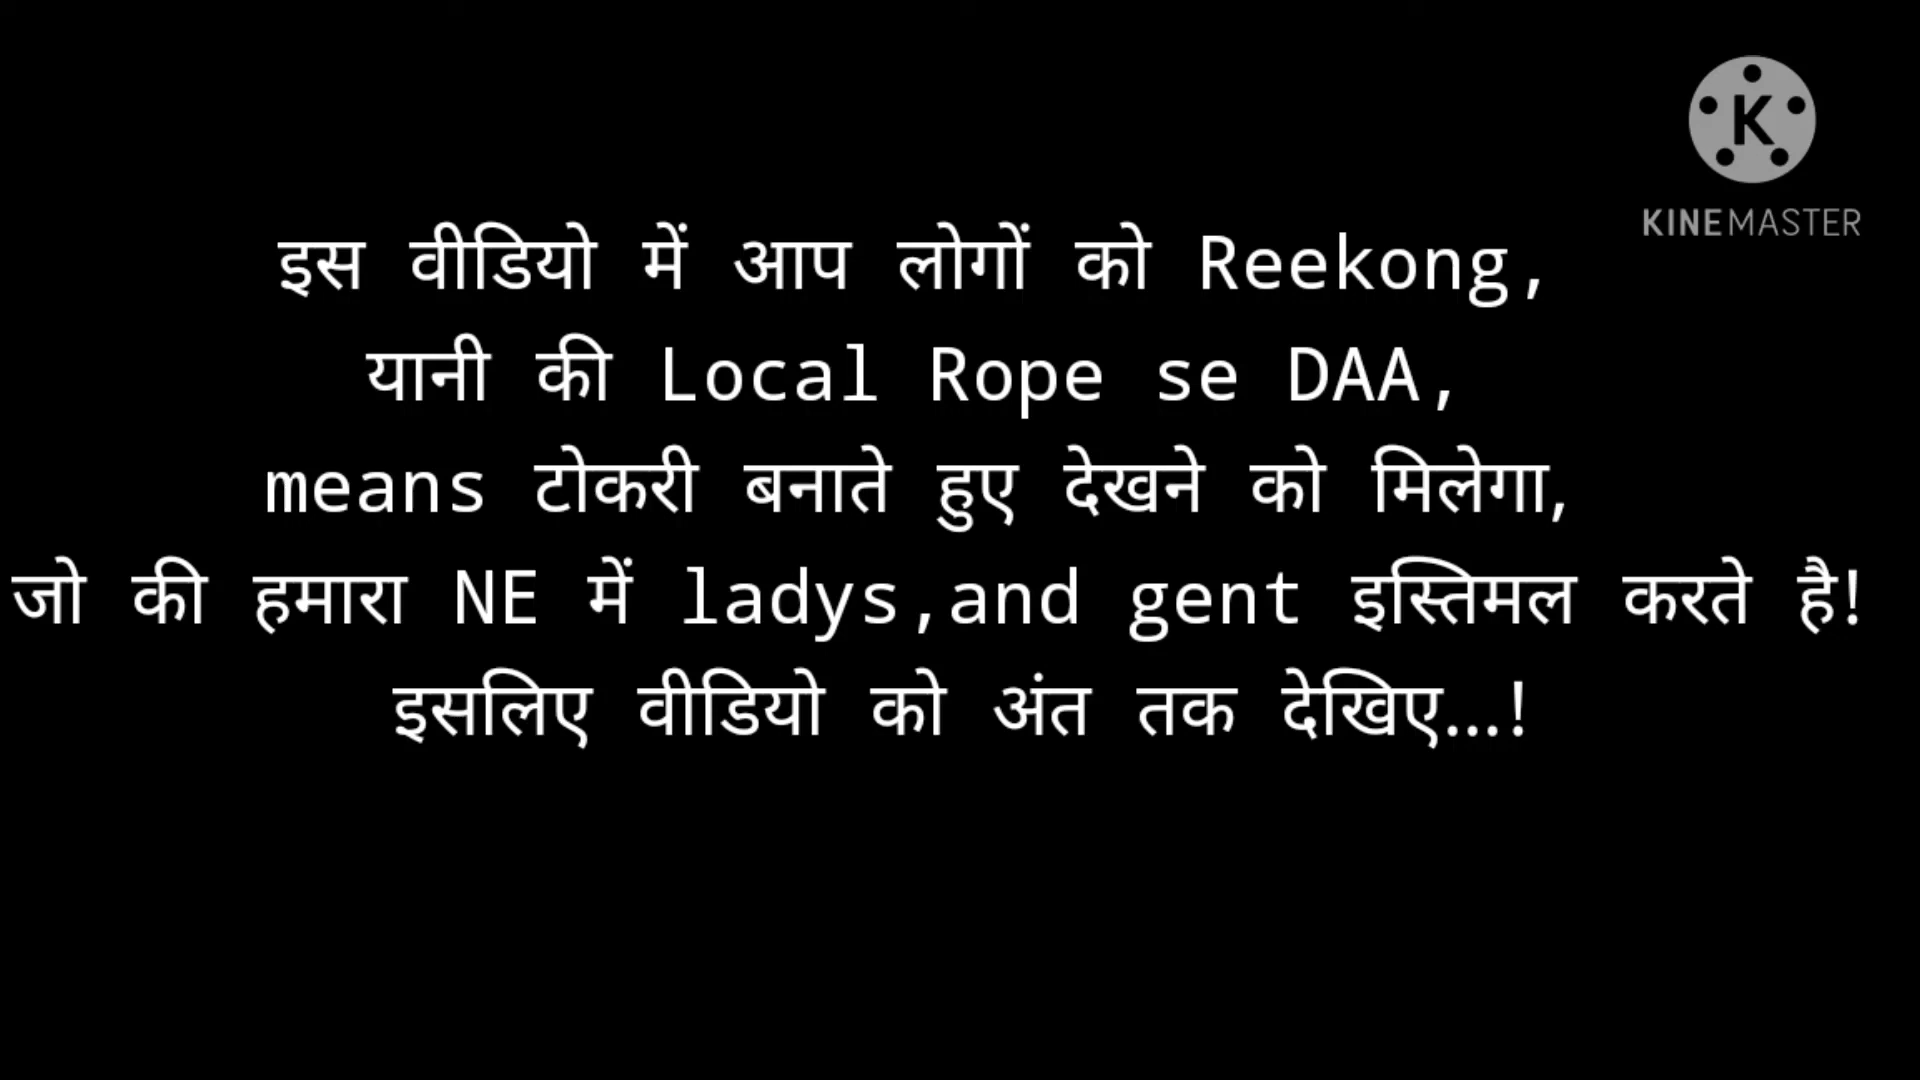 इस वीडियो में आप लोगों को Reekong,
यानी की Local Rope se DAA,
means टोकरी बनाते हुए देखने को मिलेगा,
जो की हमारा NE में ladys,and gent इस्तिमल करते है!
इसलिए वीडियो को अंत तक देखिए...!
K
KINEMASTER